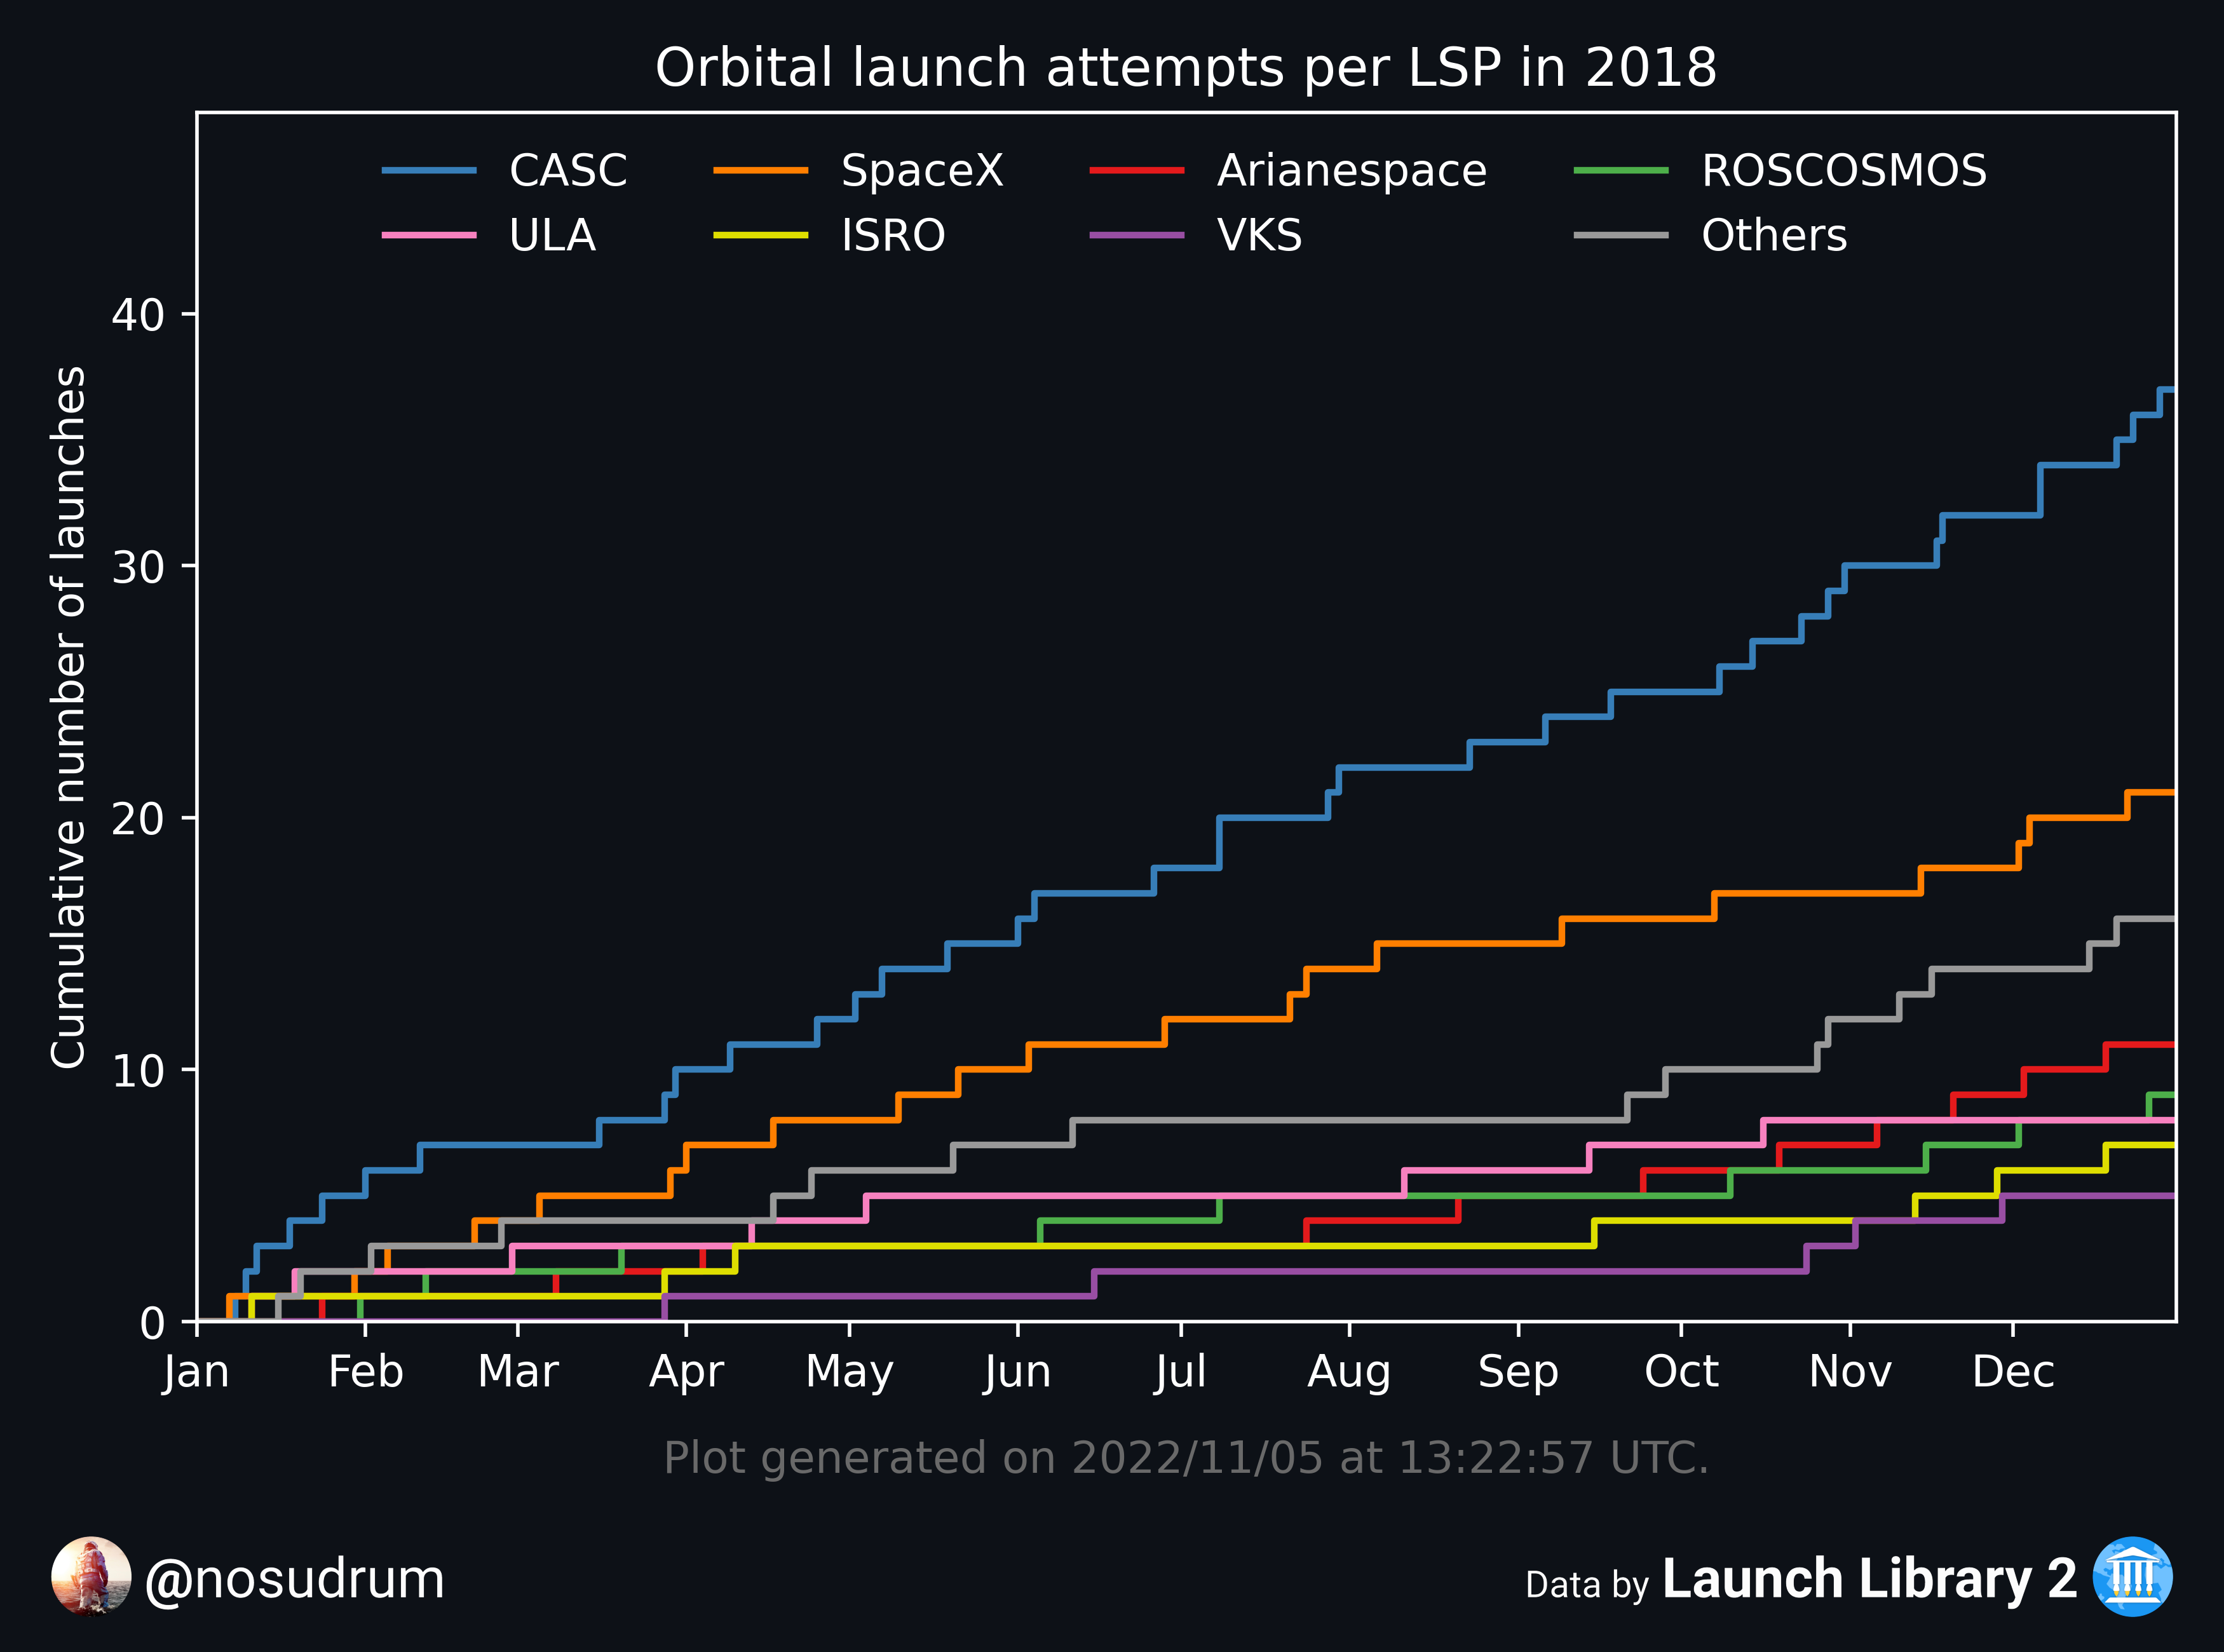 Orbital launch attempts per LSP in 2018
CASC SpaceX Arianespace ROSCOSMOS
ULA ISRO VKS Others
Cumulative number of launches
40
30
20
10
0
Jan Feb Mar Apr May Jun Jul Aug Sep Oct Nov Dec
Plot generated on 2022/11/05 at 13:22:57 UTC.
@nosudrum
Data by Launch Library 2